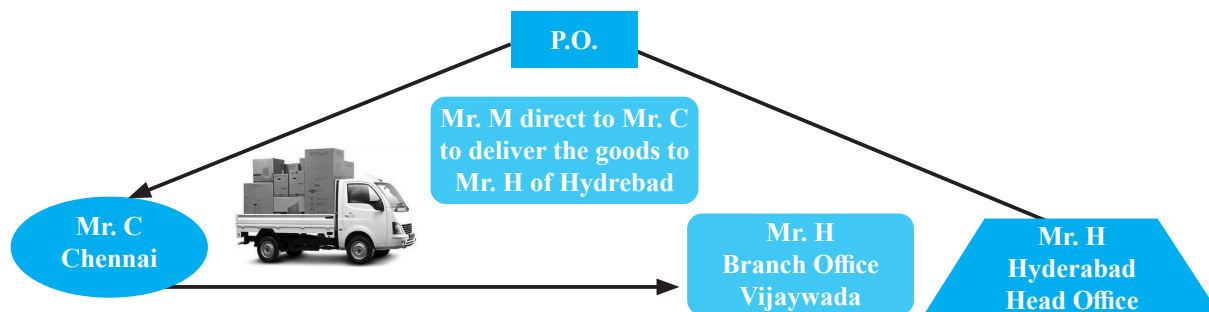 P.O.
Mr. M direct to Mr. C
to deliver the goods to
Mr. H of Hydrebad
Mr. C
Chennai
Mr. H
Branch Office
Vijaywada
Mr. H
Hyderabad
Head Office